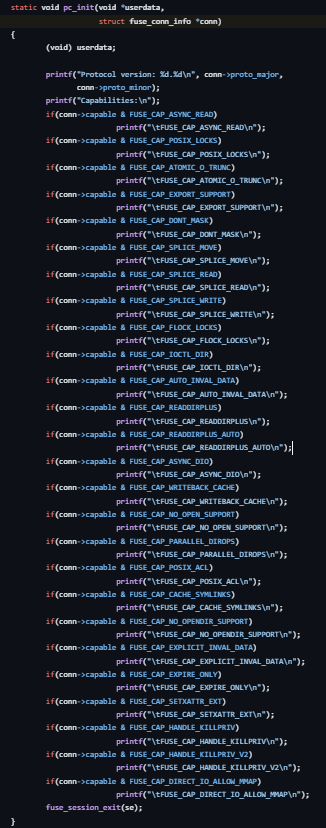 static void pc_init(void *userdata,
                    struct fuse_conn_info *conn)
{
        (void) userdata;

        printf("Protocol version: %d.%d\n", conn->proto_major,
               conn->proto_minor);
        printf("Capabilities:\n");
        if(conn->capable & FUSE_CAP_ASYNC_READ)
                        printf("\tFUSE_CAP_ASYNC_READ\n");
        if(conn->capable & FUSE_CAP_POSIX_LOCKS)
                        printf("\tFUSE_CAP_POSIX_LOCKS\n");
        if(conn->capable & FUSE_CAP_ATOMIC_O_TRUNC)
                        printf("\tFUSE_CAP_ATOMIC_O_TRUNC\n");
        if(conn->capable & FUSE_CAP_EXPORT_SUPPORT)
                        printf("\tFUSE_CAP_EXPORT_SUPPORT\n");
        if(conn->capable & FUSE_CAP_DONT_MASK)
                        printf("\tFUSE_CAP_DONT_MASK\n");
        if(conn->capable & FUSE_CAP_SPLICE_MOVE)
                        printf("\tFUSE_CAP_SPLICE_MOVE\n");
        if(conn->capable & FUSE_CAP_SPLICE_READ)
                        printf("\tFUSE_CAP_SPLICE_READ\n");
        if(conn->capable & FUSE_CAP_SPLICE_WRITE)
                        printf("\tFUSE_CAP_SPLICE_WRITE\n");
        if(conn->capable & FUSE_CAP_FLOCK_LOCKS)
                        printf("\tFUSE_CAP_FLOCK_LOCKS\n");
        if(conn->capable & FUSE_CAP_IOCTL_DIR)
                        printf("\tFUSE_CAP_IOCTL_DIR\n");
        if(conn->capable & FUSE_CAP_AUTO_INVAL_DATA)
                        printf("\tFUSE_CAP_AUTO_INVAL_DATA\n");
        if(conn->capable & FUSE_CAP_READDIRPLUS)
                        printf("\tFUSE_CAP_READDIRPLUS\n");
        if(conn->capable & FUSE_CAP_READDIRPLUS_AUTO)
                        printf("\tFUSE_CAP_READDIRPLUS_AUTO\n");
        if(conn->capable & FUSE_CAP_ASYNC_DIO)
                        printf("\tFUSE_CAP_ASYNC_DIO\n");
        if(conn->capable & FUSE_CAP_WRITEBACK_CACHE)
                        printf("\tFUSE_CAP_WRITEBACK_CACHE\n");
        if(conn->capable & FUSE_CAP_NO_OPEN_SUPPORT)
                        printf("\tFUSE_CAP_NO_OPEN_SUPPORT\n");
        if(conn->capable & FUSE_CAP_PARALLEL_DIROPS)
                        printf("\tFUSE_CAP_PARALLEL_DIROPS\n");
        if(conn->capable & FUSE_CAP_POSIX_ACL)
                        printf("\tFUSE_CAP_POSIX_ACL\n");
        if(conn->capable & FUSE_CAP_CACHE_SYMLINKS)
                        printf("\tFUSE_CAP_CACHE_SYMLINKS\n");
        if(conn->capable & FUSE_CAP_NO_OPENDIR_SUPPORT)
                        printf("\tFUSE_CAP_NO_OPENDIR_SUPPORT\n");
        if(conn->capable & FUSE_CAP_EXPLICIT_INVAL_DATA)
                        printf("\tFUSE_CAP_EXPLICIT_INVAL_DATA\n");
        if(conn->capable & FUSE_CAP_EXPIRE_ONLY)
                        printf("\tFUSE_CAP_EXPIRE_ONLY\n");
        if(conn->capable & FUSE_CAP_SETXATTR_EXT)
                        printf("\tFUSE_CAP_SETXATTR_EXT\n");
        if(conn->capable & FUSE_CAP_HANDLE_KILLPRIV)
                        printf("\tFUSE_CAP_HANDLE_KILLPRIV\n");
        if(conn->capable & FUSE_CAP_HANDLE_KILLPRIV_V2)
                        printf("\tFUSE_CAP_HANDLE_KILLPRIV_V2\n");
        if(conn->capable & FUSE_CAP_DIRECT_IO_ALLOW_MMAP)
                        printf("\tFUSE_CAP_DIRECT_IO_ALLOW_MMAP\n");
        fuse_session_exit(se);
}